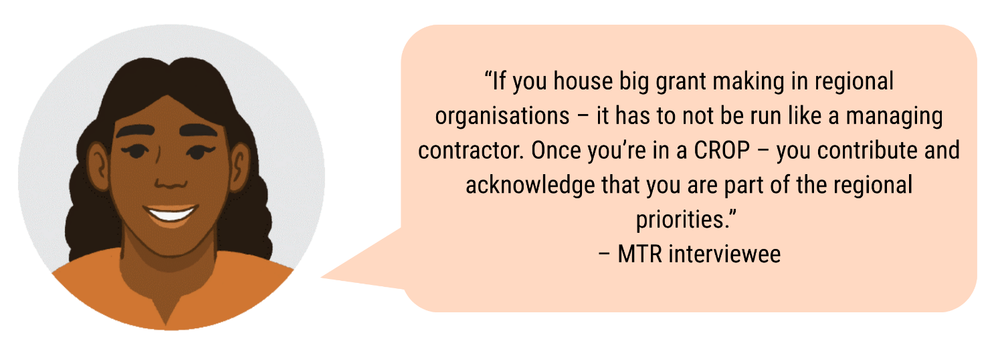 “If you house big grant making in regional
organisations – it has to not be run like a managing
contractor. Once you’re in a CROP – you contribute and
acknowledge that you are part of the regional
priorities.”
– MTR interviewee